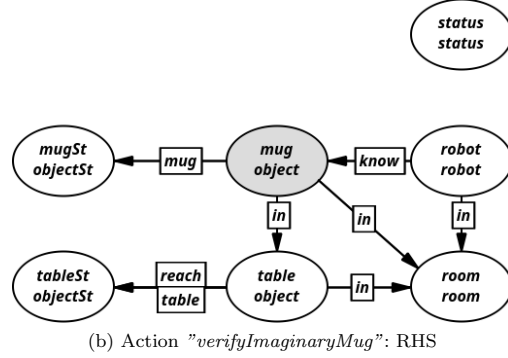 status
status
mugSt
objectSt
mug
mug
object
know
robot
robot
in
in
in
tableSt
objectSt
reach
table
table
object
in
room
room
(b) Action "verifyImaginaryMug": RHS